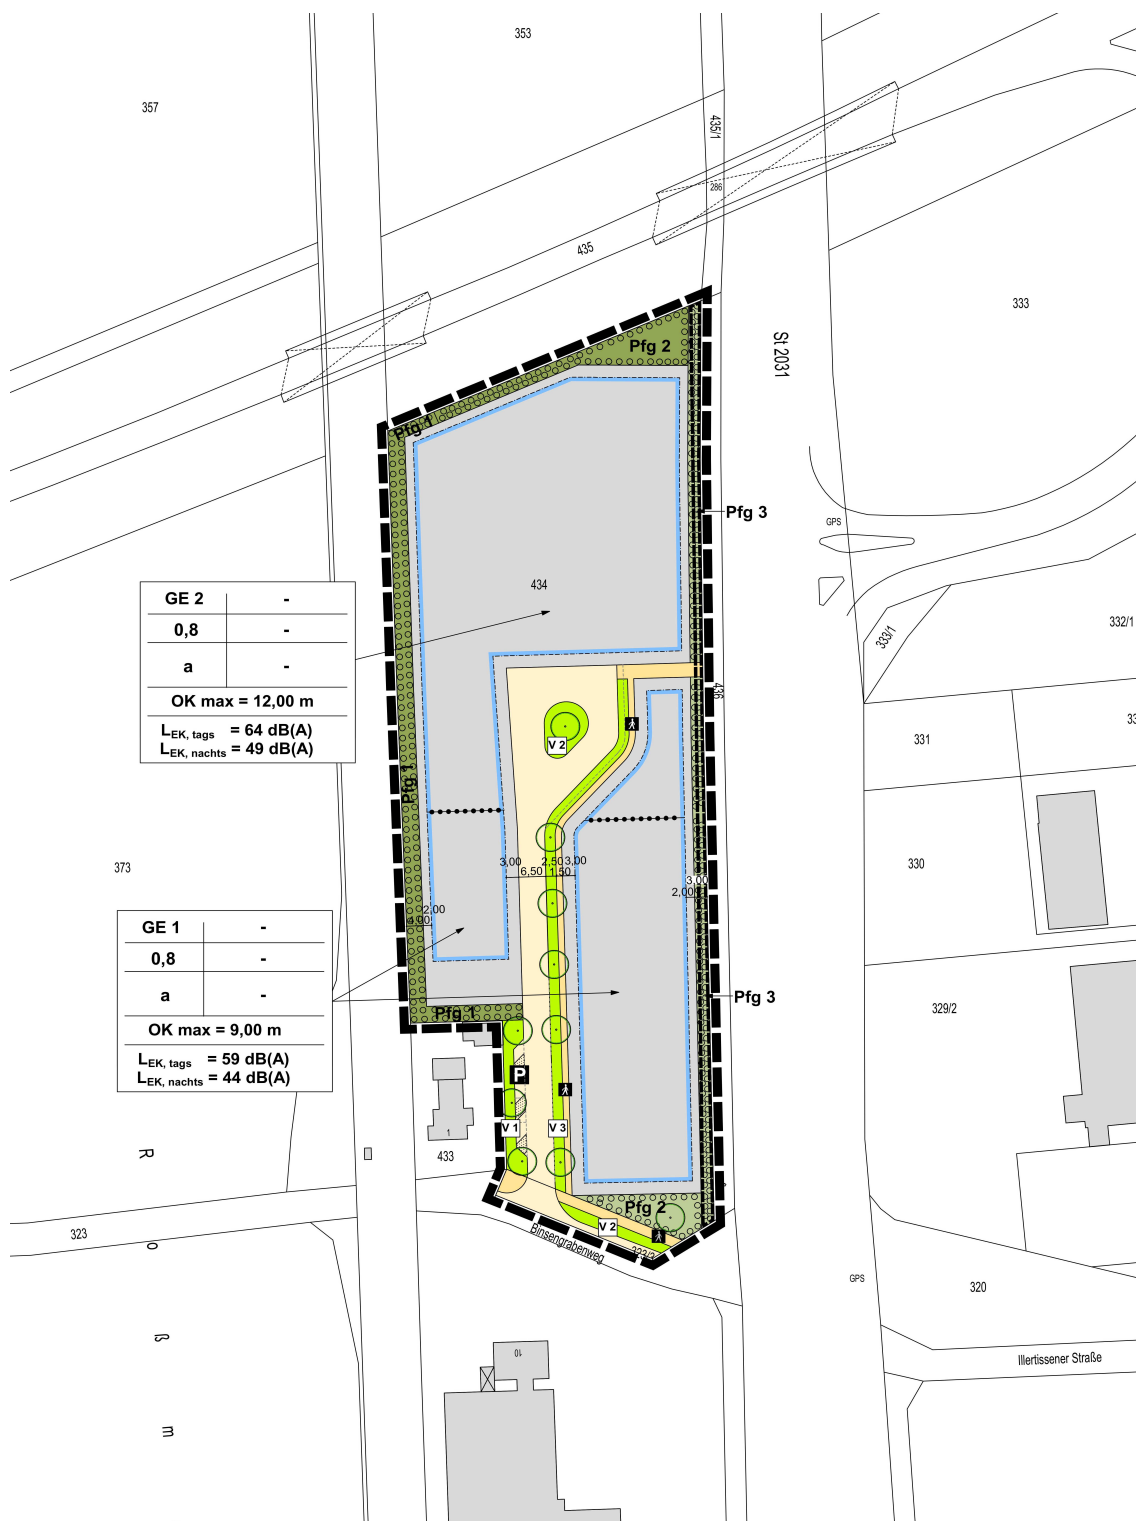 353
357
435/1
286
435
333
St 2031
Pfg 2
Pfg 1
Pfg 3
GPS
434
332/1
333/1
GE 2 -
0,8 -
a -
OK max = 12,00 m
LEK, tags = 64 dB(A)
LEK, nachts = 49 dB(A)
436
V 2
331
33
Pfg 1
330
373
3,00 2,50 3,00
6,50 1,50
3,00
2,00
2,00
4,00
GE 1 -
0,8 -
a -
OK max = 9,00 m
LEK, tags = 59 dB(A)
LEK, nachts = 44 dB(A)
Pfg 3
329/2
Pfg 1
P
V 1
V 3
1
433
R
o
ß
m
323
Pfg 2
V 2
Binsengrabenweg
323/3
GPS
320
10
Illertissener Straße